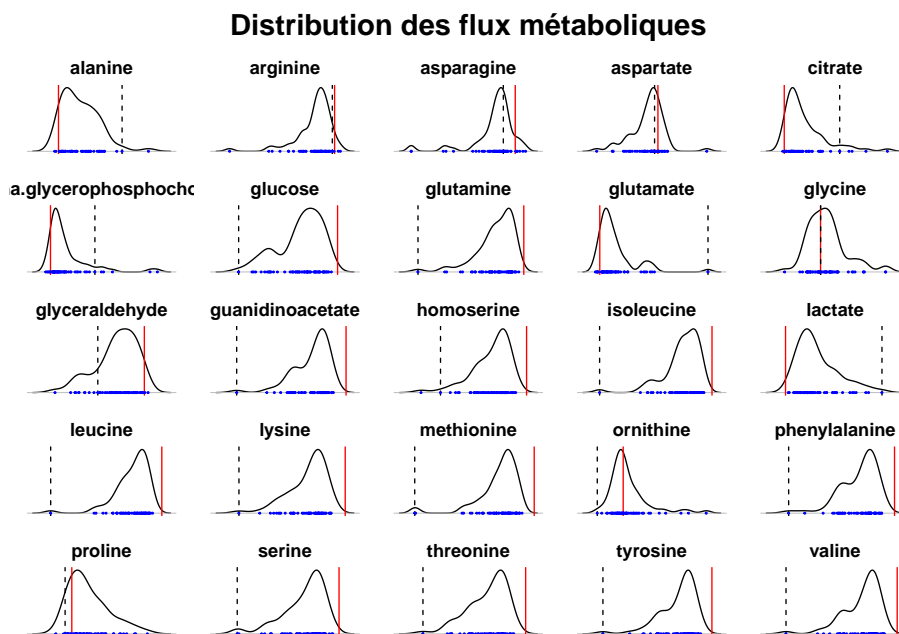 Distribution des flux métaboliques
alanine arginine asparagine aspartate citrate
a.glycerophosphocho glucose glutamine glutamate glycine
glyceraldehyde guanidinoacetate homoserine isoleucine lactate
leucine lysine methionine ornithine phenylalanine
proline serine threonine tyrosine valine